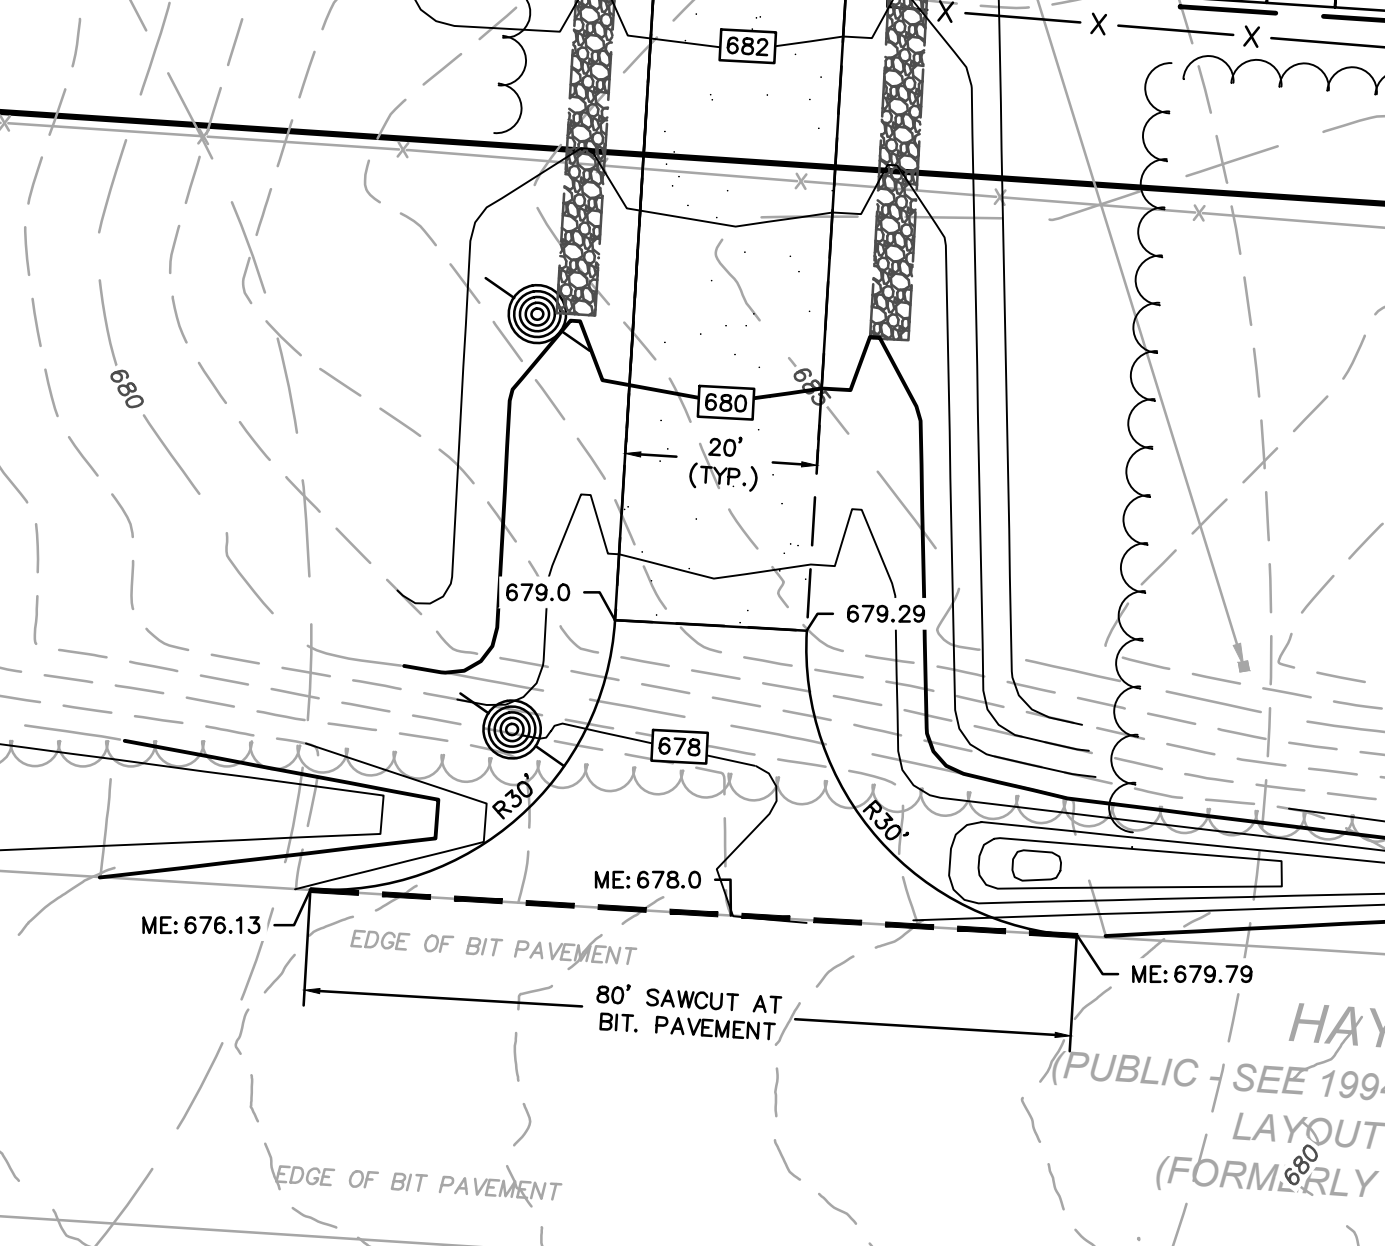 682
680
685
680
20'
(TYP.)
679.0
679.29
678
R30'
R30'
ME: 678.0
ME: 676.13
EDGE OF BIT PAVEMENT
ME: 679.79
80' SAWCUT AT
BIT. PAVEMENT
(PUBLIC - SEE 1994
LAYOUT
(FORMERLY
680
EDGE OF BIT PAVEMENT